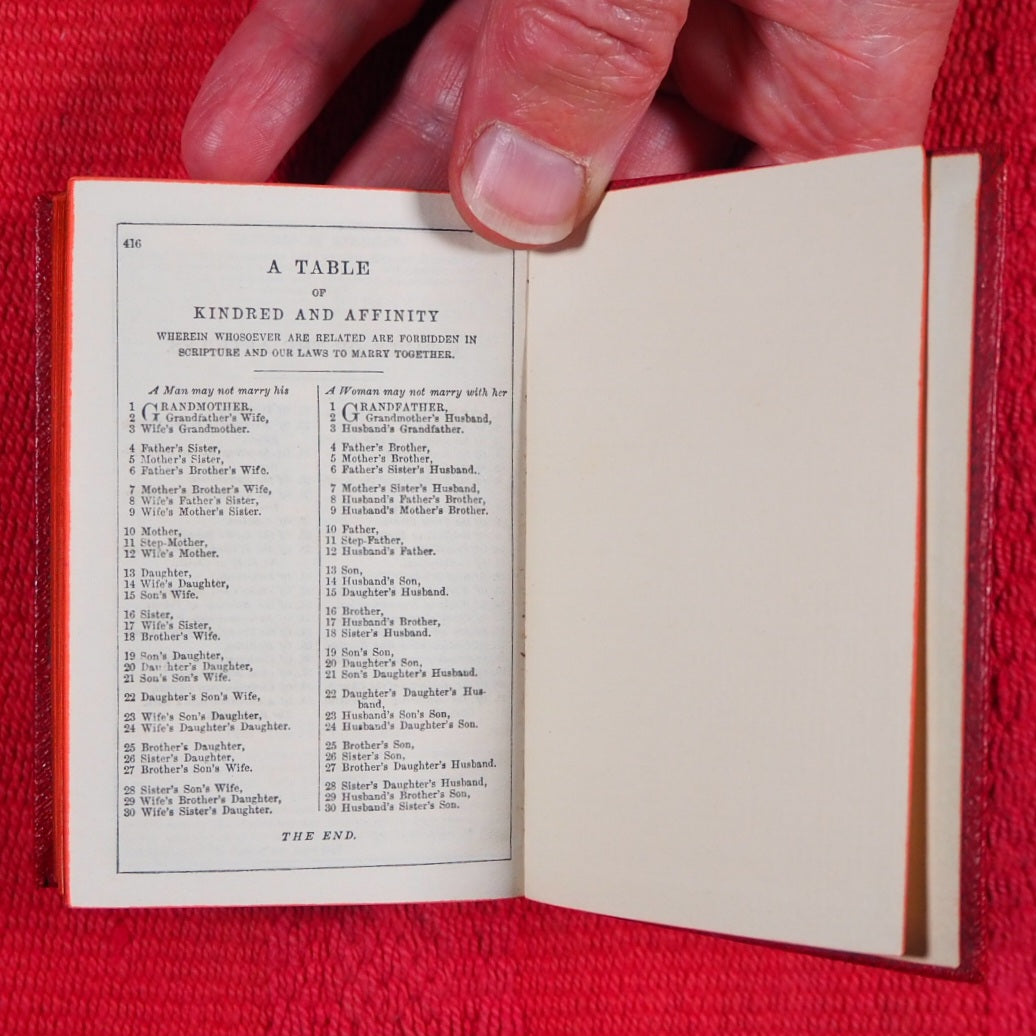 416
A TABLE
OF
KINDRED AND AFFINITY
WHEREIN WHOSOEVER ARE RELATED ARE FORBIDDEN IN
SCRIPTURE AND OUR LAWS TO MARRY TOGETHER.
A Man may not marry his
1 GRANDMOTHER,
2 Grandfather's Wife,
3 Wife's Grandmother.
4 Father's Sister,
5 Mother's Sister,
6 Father's Brother's Wife.
7 Mother's Brother's Wife,
8 Wife's Father's Sister,
9 Wife's Mother's Sister.
10 Mother,
11 Step-Mother,
12 Wife's Mother.
13 Daughter,
14 Wife's Daughter,
15 Son's Wife.
16 Sister,
17 Wife's Sister,
18 Brother's Wife.
19 Son's Daughter,
20 Daughter's Daughter,
21 Son's Son's Wife.
22 Daughter's Son's Wife,
23 Wife's Son's Daughter,
24 Wife's Daughter's Daughter.
25 Brother's Daughter,
26 Sister's Daughter,
27 Brother's Son's Wife.
28 Sister's Son's Wife,
29 Wife's Brother's Daughter,
30 Wife's Sister's Daughter.
A Woman may not marry with her
1 GRANDFATHER,
2 Grandmother's Husband,
3 Husband's Grandfather.
4 Father's Brother,
5 Mother's Brother,
6 Father's Sister's Husband.
7 Mother's Sister's Husband,
8 Husband's Father's Brother,
9 Husband's Mother's Brother.
10 Father,
11 Step-Father,
12 Husband's Father.
13 Son,
14 Husband's Son,
15 Daughter's Husband.
16 Brother,
17 Husband's Brother,
18 Sister's Husband.
19 Son's Son,
20 Daughter's Son,
21 Son's Daughter's Husband.
22 Daughter's Daughter's Hus-
band,
23 Husband's Son's Son,
24 Husband's Daughter's Son.
25 Brother's Son,
26 Sister's Son,
27 Brother's Daughter's Husband.
28 Sister's Daughter's Husband,
29 Husband's Brother's Son,
30 Husband's Sister's Son.
THE END.